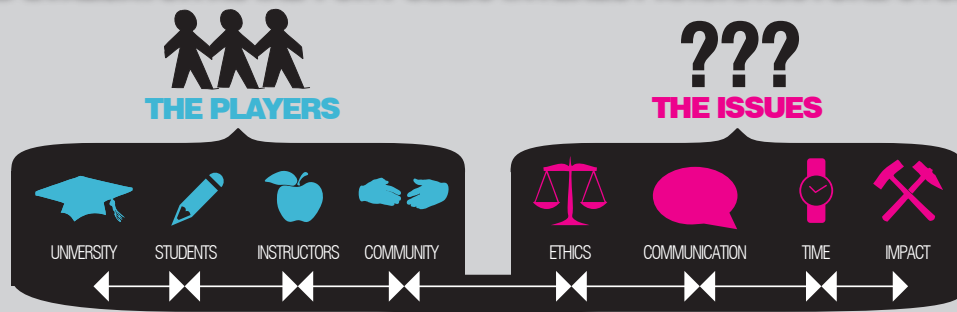 ???
THE PLAYERS
THE ISSUES
UNIVERSITY STUDENTS INSTRUCTORS COMMUNITY
ETHICS COMMUNICATION TIME IMPACT